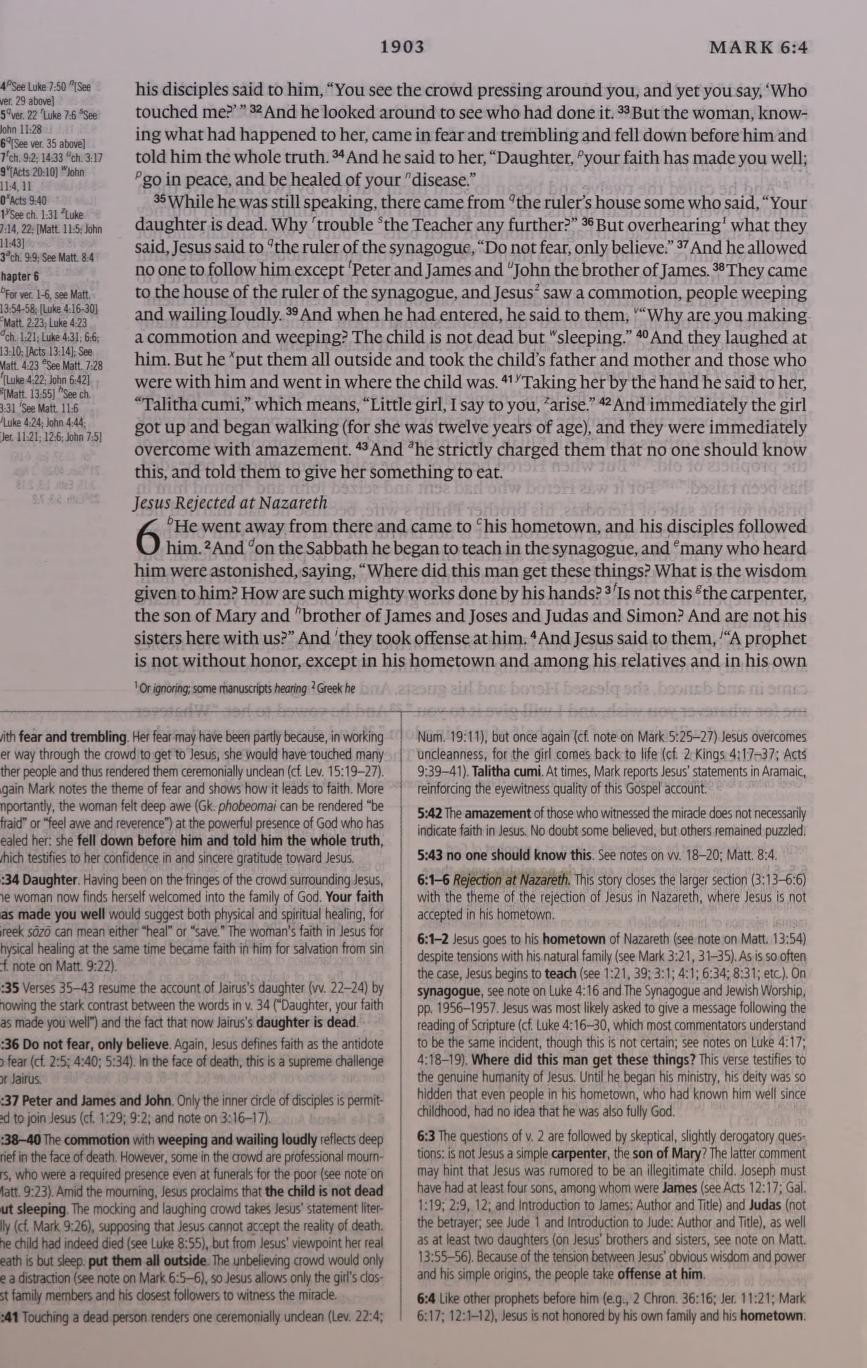 1903
MARK 6:4
4 p See Luke 7:50 q [See
ver. 29 above]
5 q ver. 22 r Luke 7:6 s See
John 11:28
6 q [See ver. 35 above]
7 t ch. 9:2; 14:33 u ch. 3:17
9 v [Acts 20:10] w John
11:4, 11
0 x Acts 9:40
1 y See ch. 1:31 z Luke
7:14, 22; [Matt. 11:5; John
11:43]
3 a ch. 9:9; See Matt. 8:4
hapter 6
b For ver. 1-6, see Matt.
13:54-58; [Luke 4:16-30]
c Matt. 2:23; Luke 4:23
d ch. 1:21; Luke 4:31; 6:6;
13:10; [Acts 13:14]; See
Matt. 4:23 e See Matt. 7:28
f [Luke 4:22; John 6:42]
g [Matt. 13:55] h See ch.
3:31 i See Matt. 11:6
j Luke 4:24; John 4:44;
[Jer. 11:21; 12:6; John 7:5]
his disciples said to him, “You see the crowd pressing around you, and yet you say, ‘Who
touched me?’” 32 And he looked around to see who had done it. 33 But the woman, know-
ing what had happened to her, came in fear and trembling and fell down before him and
told him the whole truth. 34 And he said to her, “Daughter, p your faith has made you well;
p go in peace, and be healed of your q disease.”
35 While he was still speaking, there came from q the ruler’s house some who said, “Your
daughter is dead. Why r trouble s the Teacher any further?” 36 But overhearing 1 what they
said, Jesus said to q the ruler of the synagogue, “Do not fear, only believe.” 37 And he allowed
no one to follow him except t Peter and James and u John the brother of James. 38 They came
to the house of the ruler of the synagogue, and Jesus 2 saw a commotion, people weeping
and wailing loudly. 39 And when he had entered, he said to them, v “Why are you making
a commotion and weeping? The child is not dead but w sleeping.” 40 And they laughed at
him. But he x put them all outside and took the child’s father and mother and those who
were with him and went in where the child was. 41 y Taking her by the hand he said to her,
“Talitha cumi,” which means, “Little girl, I say to you, z arise.” 42 And immediately the girl
got up and began walking (for she was twelve years of age), and they were immediately
overcome with amazement. 43 And a he strictly charged them that no one should know
this, and told them to give her something to eat.
Jesus Rejected at Nazareth
6 b He went away from there and came to c his hometown, and his disciples followed
him. 2 And d on the Sabbath he began to teach in the synagogue, and e many who heard
him were astonished, saying, “Where did this man get these things? What is the wisdom
given to him? How are such mighty works done by his hands? 3 f Is not this g the carpenter,
the son of Mary and h brother of James and Joses and Judas and Simon? And are not his
sisters here with us?” And i they took offense at him. 4 And Jesus said to them, j “A prophet
is not without honor, except in his hometown and among his relatives and in his own
1 Or ignoring; some manuscripts hearing 2 Greek he
ith fear and trembling. Her fear may have been partly because, in working
er way through the crowd to get to Jesus, she would have touched many
ther people and thus rendered them ceremonially unclean (cf. Lev. 15:19–27).
gain Mark notes the theme of fear and shows how it leads to faith. More
mportantly, the woman felt deep awe (Gk. phobeomai can be rendered “be
fraid” or “feel awe and reverence”) at the powerful presence of God who has
ealed her: she fell down before him and told him the whole truth,
hich testifies to her confidence in and sincere gratitude toward Jesus.
:34 Daughter. Having been on the fringes of the crowd surrounding Jesus,
he woman now finds herself welcomed into the family of God. Your faith
as made you well would suggest both physical and spiritual healing, for
reek sōzō can mean either “heal” or “save.” The woman’s faith in Jesus for
hysical healing at the same time became faith in him for salvation from sin
cf. note on Matt. 9:22).
:35 Verses 35–43 resume the account of Jairus’s daughter (vv. 22–24) by
howing the stark contrast between the words in v. 34 (“Daughter, your faith
as made you well”) and the fact that now Jairus’s daughter is dead.
:36 Do not fear, only believe. Again, Jesus defines faith as the antidote
o fear (cf. 2:5; 4:40; 5:34). In the face of death, this is a supreme challenge
or Jairus.
:37 Peter and James and John. Only the inner circle of disciples is permit-
ed to join Jesus (cf. 1:29; 9:2; and note on 3:16–17).
:38–40 The commotion with weeping and wailing loudly reflects deep
rief in the face of death. However, some in the crowd are professional mourn-
rs, who were a required presence even at funerals for the poor (see note on
Matt. 9:23). Amid the mourning, Jesus proclaims that the child is not dead
ut sleeping. The mocking and laughing crowd takes Jesus’ statement liter-
lly (cf. Mark 9:26), supposing that Jesus cannot accept the reality of death.
he child had indeed died (see Luke 8:55), but from Jesus’ viewpoint her real
eath is but sleep. put them all outside. The unbelieving crowd would only
e a distraction (see note on Mark 6:5–6), so Jesus allows only the girl’s clos-
st family members and his closest followers to witness the miracle.
:41 Touching a dead person renders one ceremonially unclean (Lev. 22:4;
Num. 19:11), but once again (cf. note on Mark 5:25–27) Jesus overcomes
uncleanness, for the girl comes back to life (cf. 2 Kings 4:17–37; Acts
9:39–41). Talitha cumi. At times, Mark reports Jesus’ statements in Aramaic,
reinforcing the eyewitness quality of this Gospel account.
5:42 The amazement of those who witnessed the miracle does not necessarily
indicate faith in Jesus. No doubt some believed, but others remained puzzled.
5:43 no one should know this. See notes on vv. 18–20; Matt. 8:4.
6:1–6 Rejection at Nazareth. This story closes the larger section (3:13–6:6)
with the theme of the rejection of Jesus in Nazareth, where Jesus is not
accepted in his hometown.
6:1–2 Jesus goes to his hometown of Nazareth (see note on Matt. 13:54)
despite tensions with his natural family (see Mark 3:21, 31–35). As is so often
the case, Jesus begins to teach (see 1:21, 39; 3:1; 4:1; 6:34; 8:31; etc.). On
synagogue, see note on Luke 4:16 and The Synagogue and Jewish Worship,
pp. 1956–1957. Jesus was most likely asked to give a message following the
reading of Scripture (cf. Luke 4:16–30, which most commentators understand
to be the same incident, though this is not certain; see notes on Luke 4:17;
4:18–19). Where did this man get these things? This verse testifies to
the genuine humanity of Jesus. Until he began his ministry, his deity was so
hidden that even people in his hometown, who had known him well since
childhood, had no idea that he was also fully God.
6:3 The questions of v. 2 are followed by skeptical, slightly derogatory ques-
tions: is not Jesus a simple carpenter, the son of Mary? The latter comment
may hint that Jesus was rumored to be an illegitimate child. Joseph must
have had at least four sons, among whom were James (see Acts 12:17; Gal.
1:19; 2:9, 12; and Introduction to James: Author and Title) and Judas (not
the betrayer; see Jude 1 and Introduction to Jude: Author and Title), as well
as at least two daughters (on Jesus’ brothers and sisters, see note on Matt.
13:55–56). Because of the tension between Jesus’ obvious wisdom and power
and his simple origins, the people take offense at him.
6:4 Like other prophets before him (e.g., 2 Chron. 36:16; Jer. 11:21; Mark
6:17; 12:1–12), Jesus is not honored by his own family and his hometown.